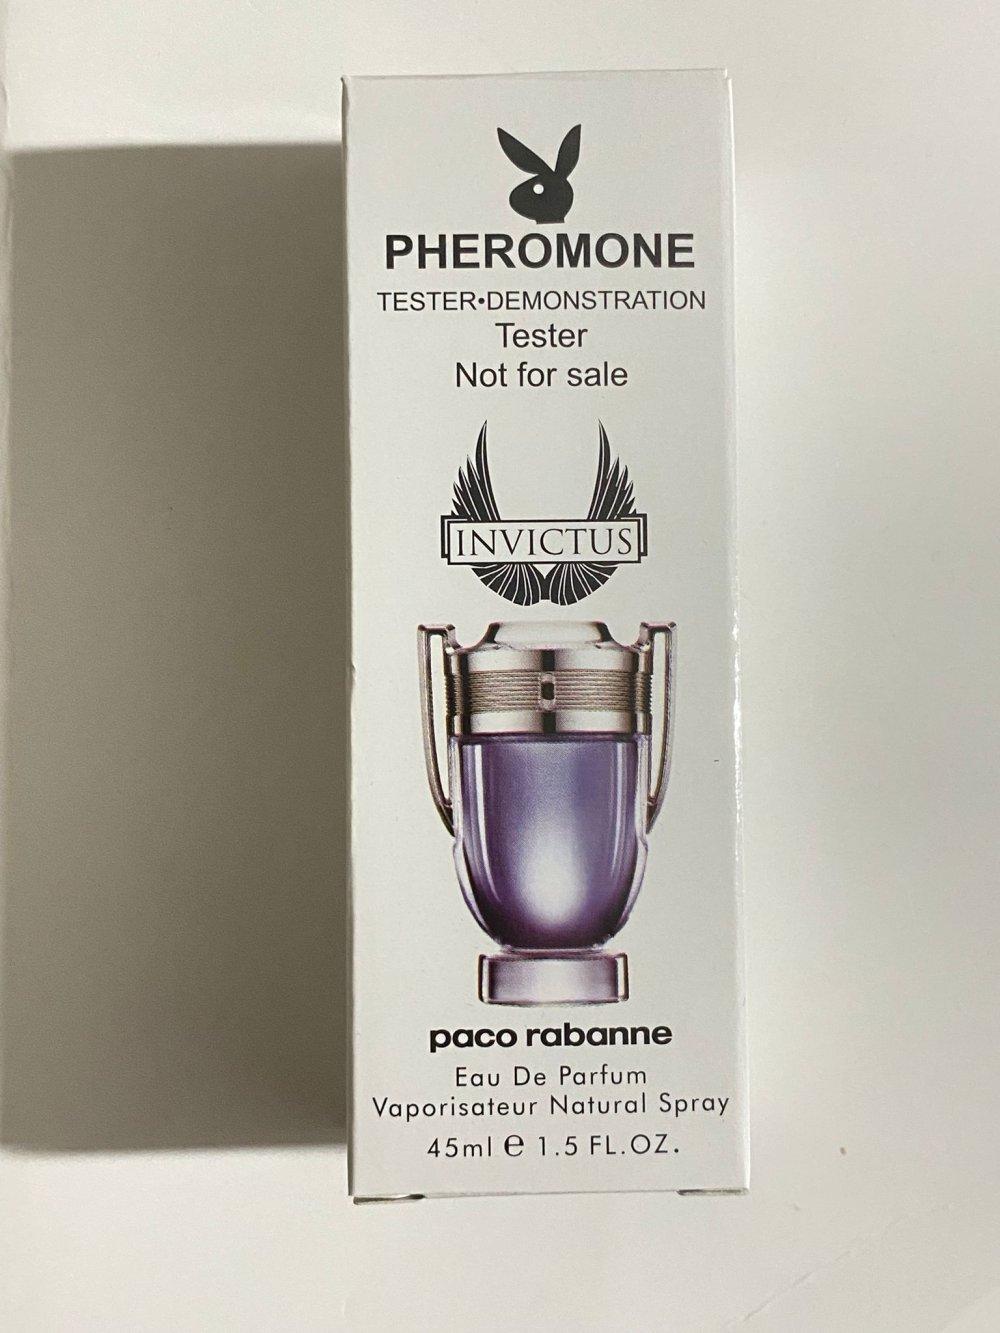 PHEROMONE
TESTER•DEMONSTRATION
Tester
Not for sale
INVICTUS
paco rabanne
Eau De Parfum
Vaporisateur Natural Spray
45ml ℮ 1.5 FL.OZ.